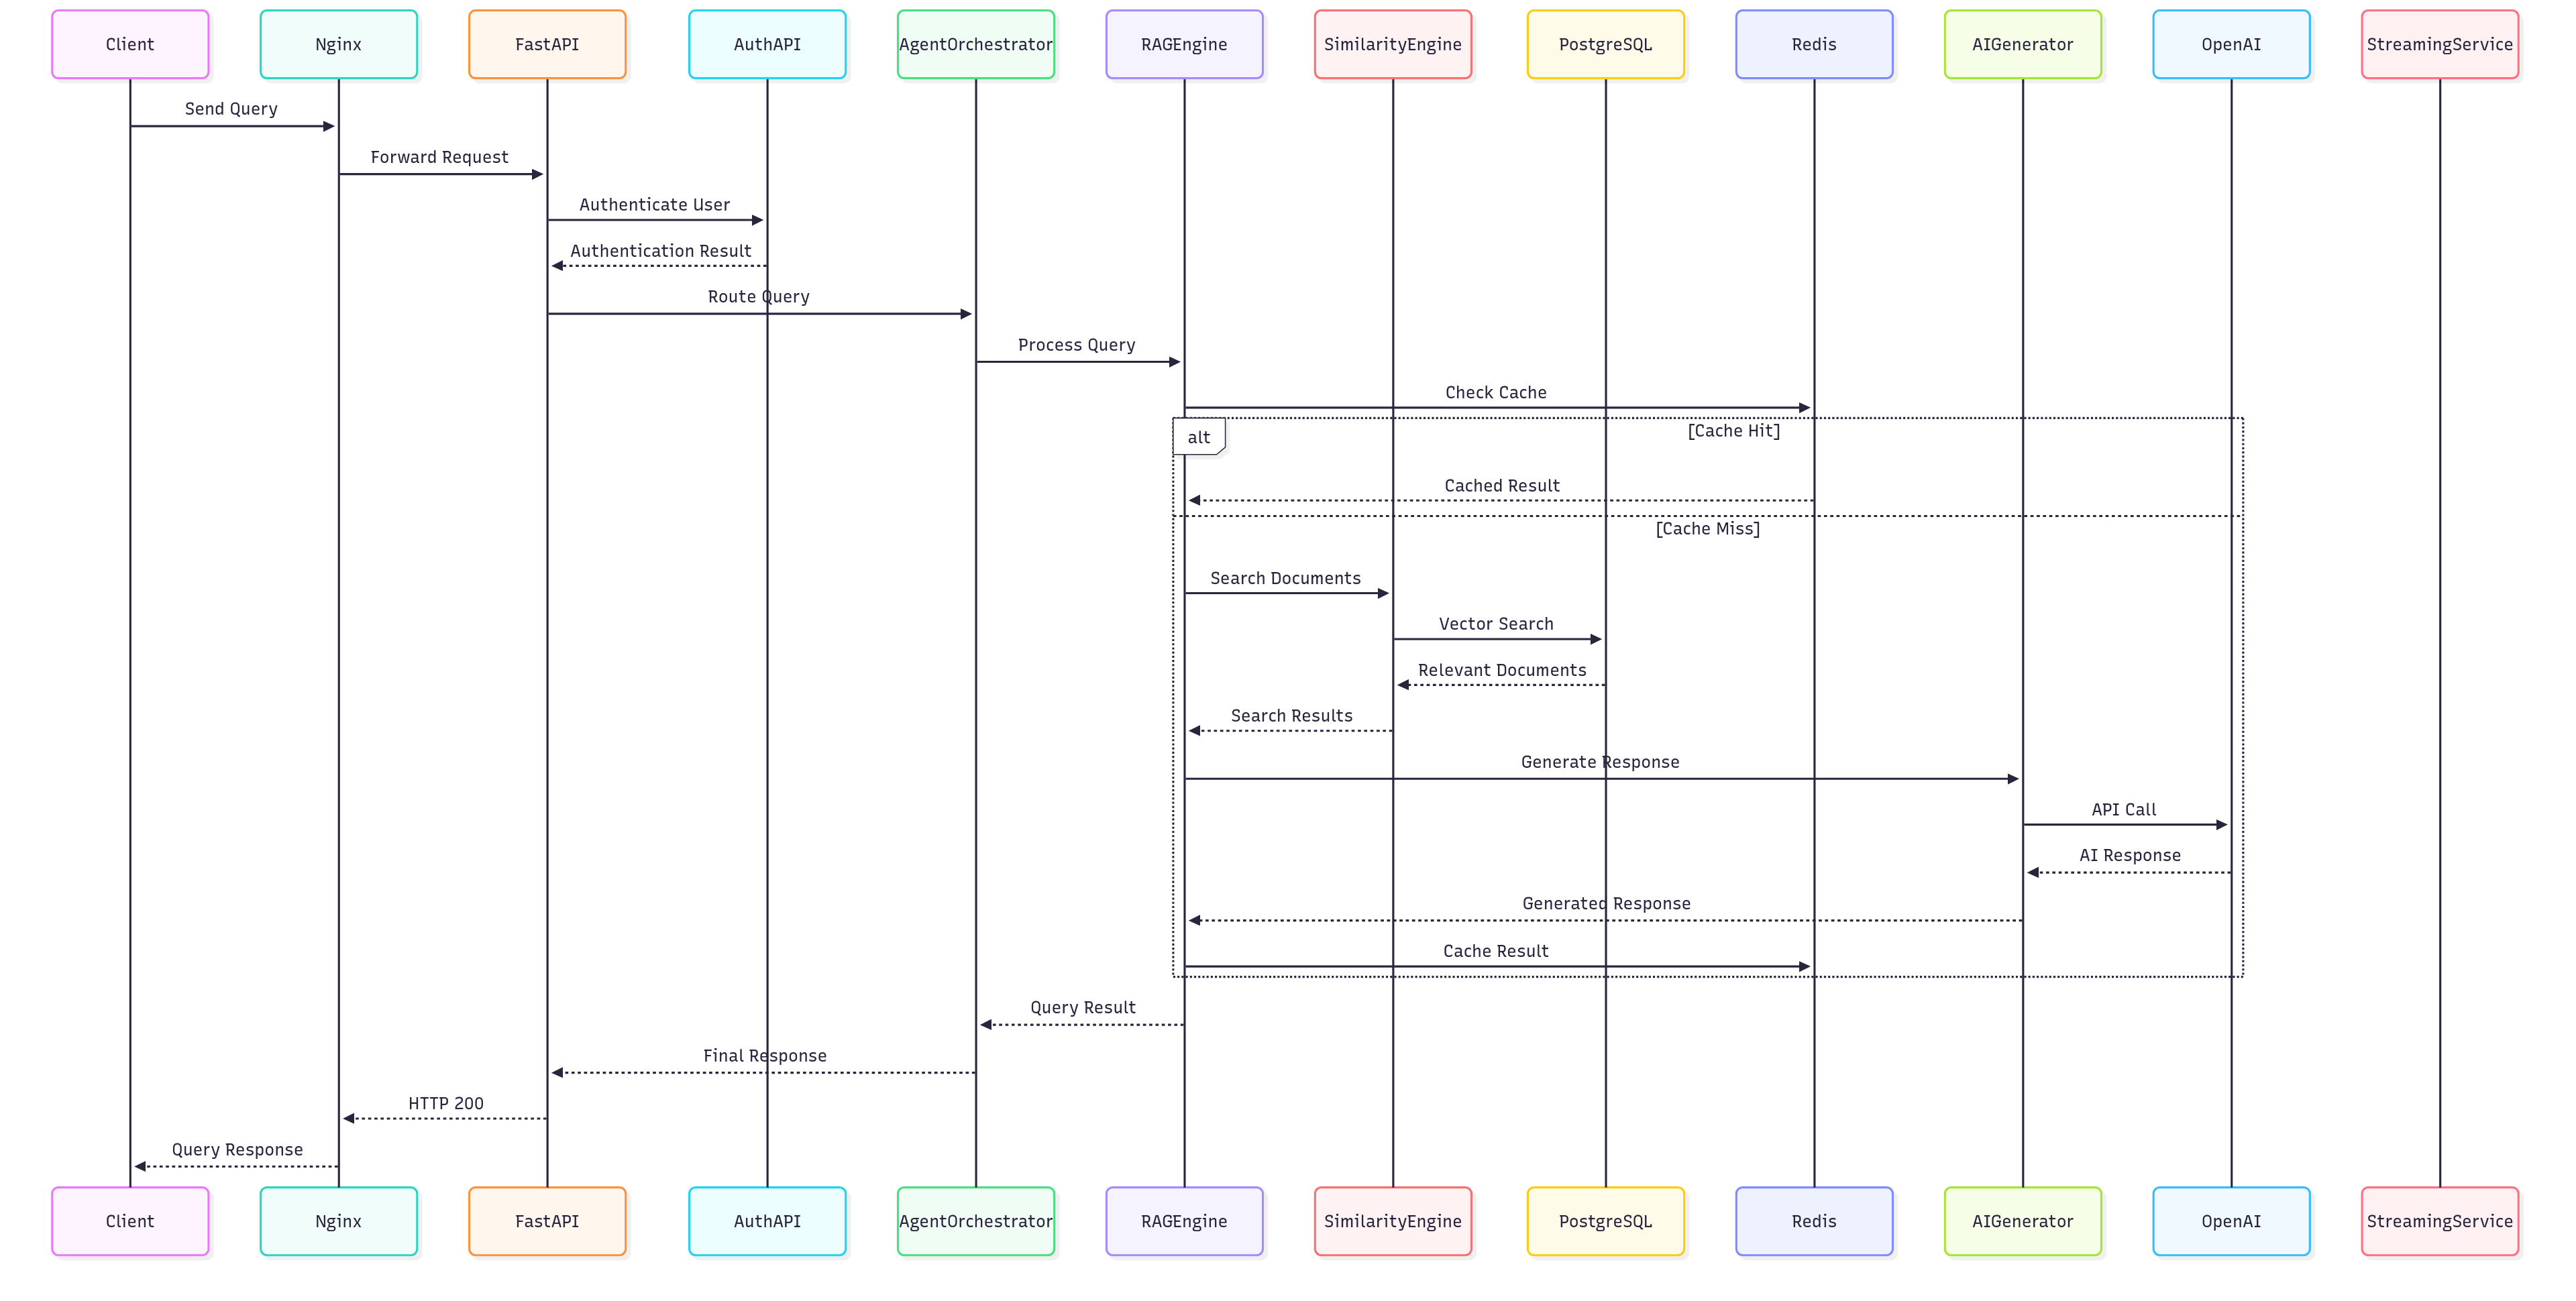 Client
Nginx
FastAPI
AuthAPI
AgentOrchestrator
RAGEngine
SimilarityEngine
PostgreSQL
Redis
AIGenerator
OpenAI
StreamingService
Send Query
Forward Request
Authenticate User
Authentication Result
Route Query
Process Query
Check Cache
alt
[Cache Hit]
Cached Result
[Cache Miss]
Search Documents
Vector Search
Relevant Documents
Search Results
Generate Response
API Call
AI Response
Generated Response
Cache Result
Query Result
Final Response
HTTP 200
Query Response
Client
Nginx
FastAPI
AuthAPI
AgentOrchestrator
RAGEngine
SimilarityEngine
PostgreSQL
Redis
AIGenerator
OpenAI
StreamingService